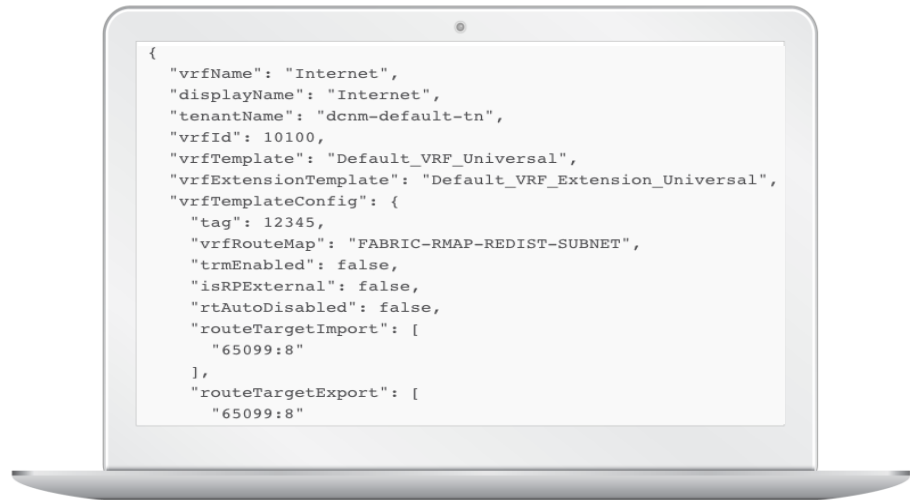 {
"vrfName": "Internet",
"displayName": "Internet",
"tenantName": "dcnm-default-tn",
"vrfId": 10100,
"vrfTemplate": "Default_VRF_Universal",
"vrfExtensionTemplate": "Default_VRF_Extension_Universal",
"vrfTemplateConfig": {
"tag": 12345,
"vrfRouteMap": "FABRIC-RMAP-REDIST-SUBNET",
"trmEnabled": false,
"isRPExternal": false,
"rtAutoDisabled": false,
"routeTargetImport": [
"65099:8"
],
"routeTargetExport": [
"65099:8"